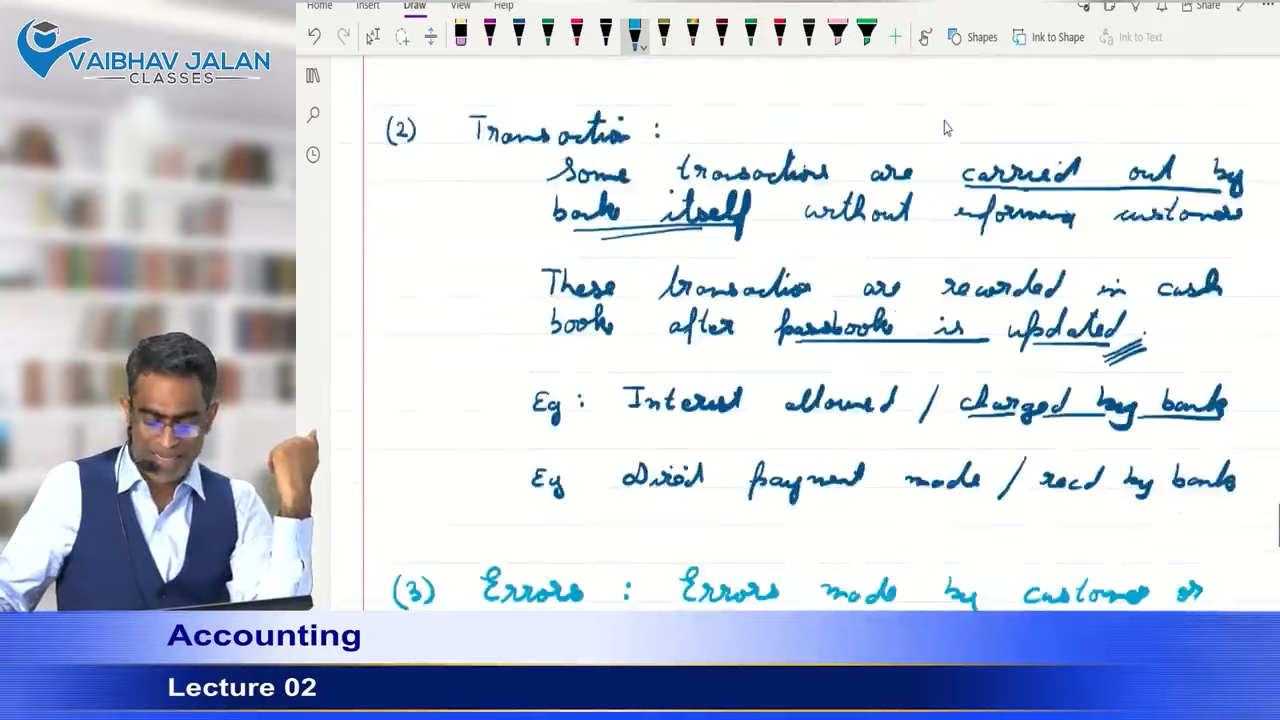 Home Insert Draw View Help Share
VAIBHAV JALAN
CLASSES
Shapes Ink to Shape Ink to Text
(2) Transaction :
Some transactions are carried out by
bank itself without informing customers
These transaction are recorded in cash
book after passbook is updated.
Eg : Interest allowed / charged by bank
Eg Direct payment made / recd by bank
(3) Errors : Errors made by customer or
Accounting
Lecture 02